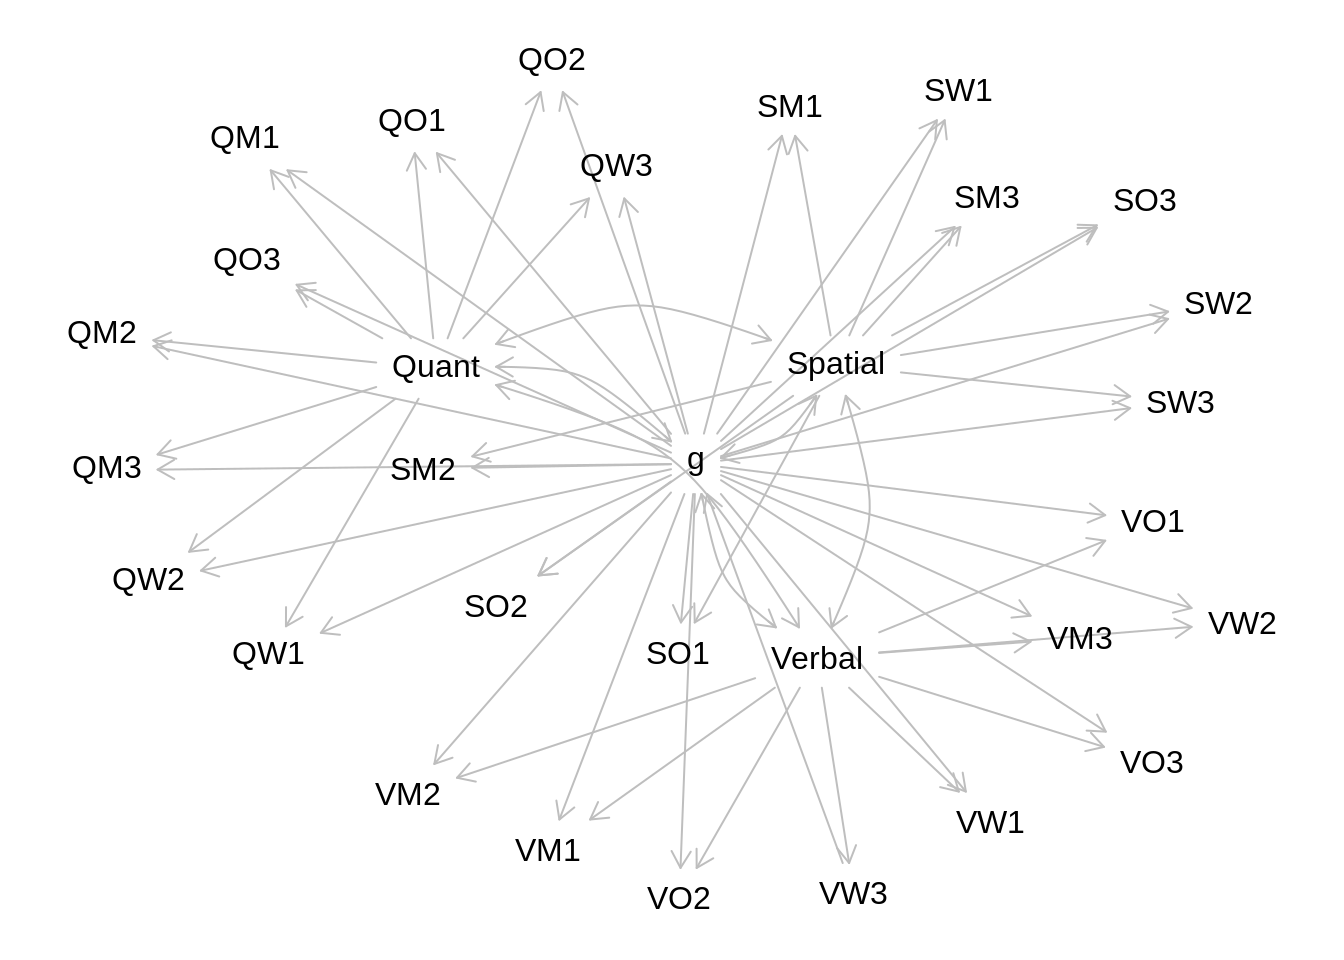 QO2
SW1
SM1
QO1
QM1
QW3
SM3
SO3
QO3
SW2
QM2
Spatial
Quant
SW3
g
QM3
SM2
VO1
QW2
SO2
VW2
VM3
QW1
SO1
Verbal
VO3
VM2
VW1
VM1
VW3
VO2